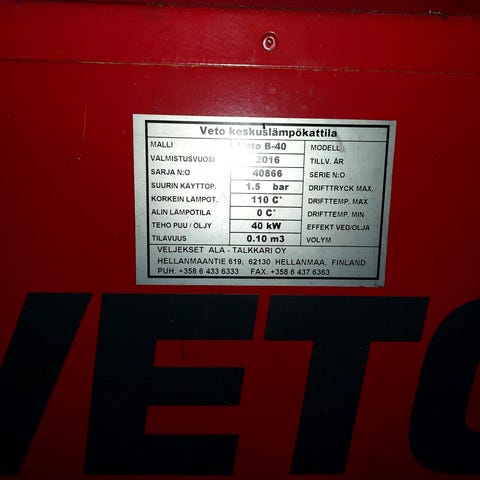 Veto keskuslämpökattila
MALLI Veto B-40 MODELL
VALMISTUSVUOSI 2016 TILLV. ÅR
SARJA N:O 40866 SERIE N:O
SUURIN KÄYTTÖP. 1.5 bar DRIFTTRYCK MAX.
KORKEIN LÄMPÖT. 110 C° DRIFTTEMP. MAX
ALIN LÄMPÖTILA 0 C° DRIFTTEMP. MIN
TEHO PUU / ÖLJY 40 kW EFFEKT VED/OLJA
TILAVUUS 0.10 m3 VOLYM
VELJEKSET ALA - TALKKARI OY
HELLANMAANTIE 619, 62130 HELLANMAA, FINLAND
PUH. +358 6 433 6333 FAX: +358 6 437 6363
VETO